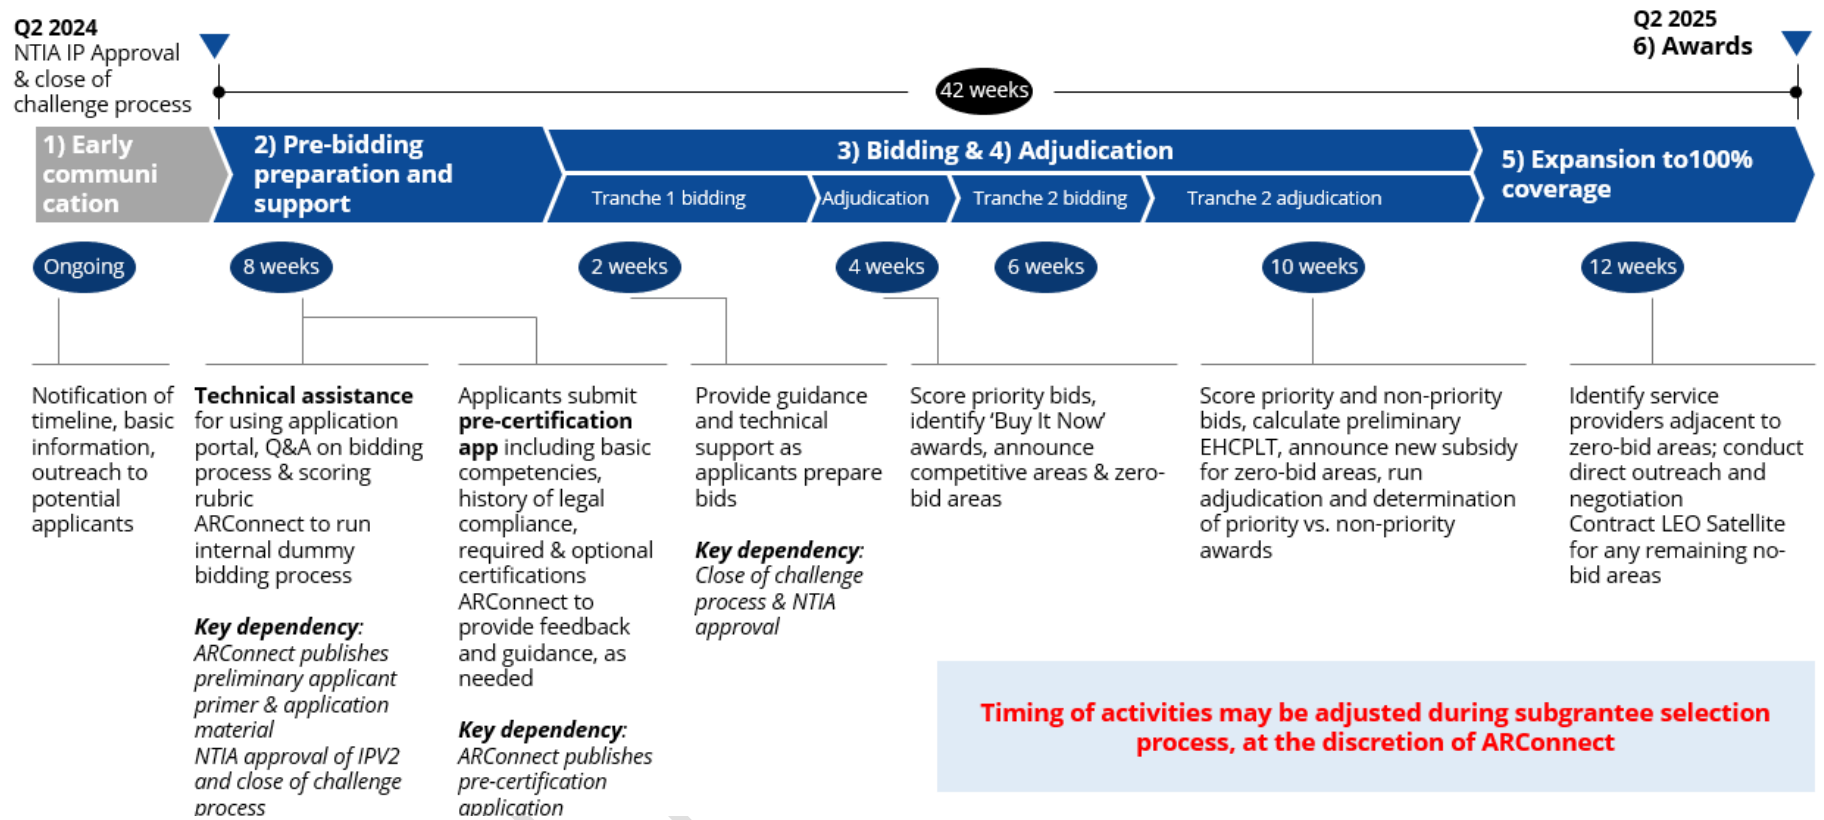 Q2 2024
NTIA IP Approval
& close of
challenge process
Q2 2025
6) Awards
42 weeks
1) Early
communi
cation
2) Pre-bidding
preparation and
support
3) Bidding & 4) Adjudication
Tranche 1 bidding
Adjudication
Tranche 2 bidding
Tranche 2 adjudication
5) Expansion to100%
coverage
Ongoing
8 weeks
2 weeks
4 weeks
6 weeks
10 weeks
12 weeks
Notification of
timeline, basic
information,
outreach to
potential
applicants
Technical assistance
for using application
portal, Q&A on bidding
process & scoring
rubric
ARConnect to run
internal dummy
bidding process
Key dependency:
ARConnect publishes
preliminary applicant
primer & application
material
NTIA approval of IPV2
and close of challenge
process
Applicants submit
pre-certification
app including basic
competencies,
history of legal
compliance,
required & optional
certifications
ARConnect to
provide feedback
and guidance, as
needed
Key dependency:
ARConnect publishes
pre-certification
application
Provide guidance
and technical
support as
applicants prepare
bids
Key dependency:
Close of challenge
process & NTIA
approval
Score priority bids,
identify ‘Buy It Now’
awards, announce
competitive areas & zero-
bid areas
Score priority and non-priority
bids, calculate preliminary
EHCPLT, announce new subsidy
for zero-bid areas, run
adjudication and determination
of priority vs. non-priority
awards
Identify service
providers adjacent to
zero-bid areas; conduct
direct outreach and
negotiation
Contract LEO Satellite
for any remaining no-
bid areas
Timing of activities may be adjusted during subgrantee selection
process, at the discretion of ARConnect